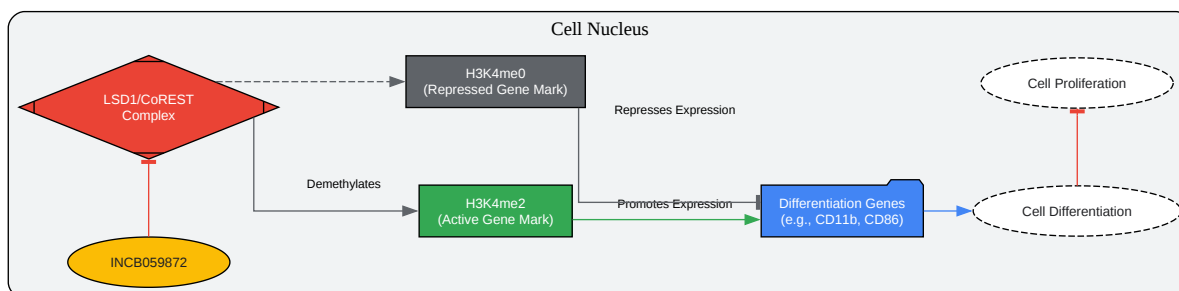 Cell Nucleus
LSD1/CoREST
Complex
H3K4me0
(Repressed Gene Mark)
Represses Expression
Cell Proliferation
Demethylates
H3K4me2
(Active Gene Mark)
Promotes Expression
Differentiation Genes
(e.g., CD11b, CD86)
Cell Differentiation
INCB059872